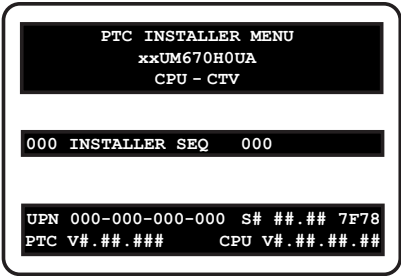 PTC INSTALLER MENU
xxUM670H0UA
CPU - CTV
000 INSTALLER SEQ 000
UPN 000-000-000-000 S# ##.## 7F78
PTC V#.##.### CPU V#.##.##.##